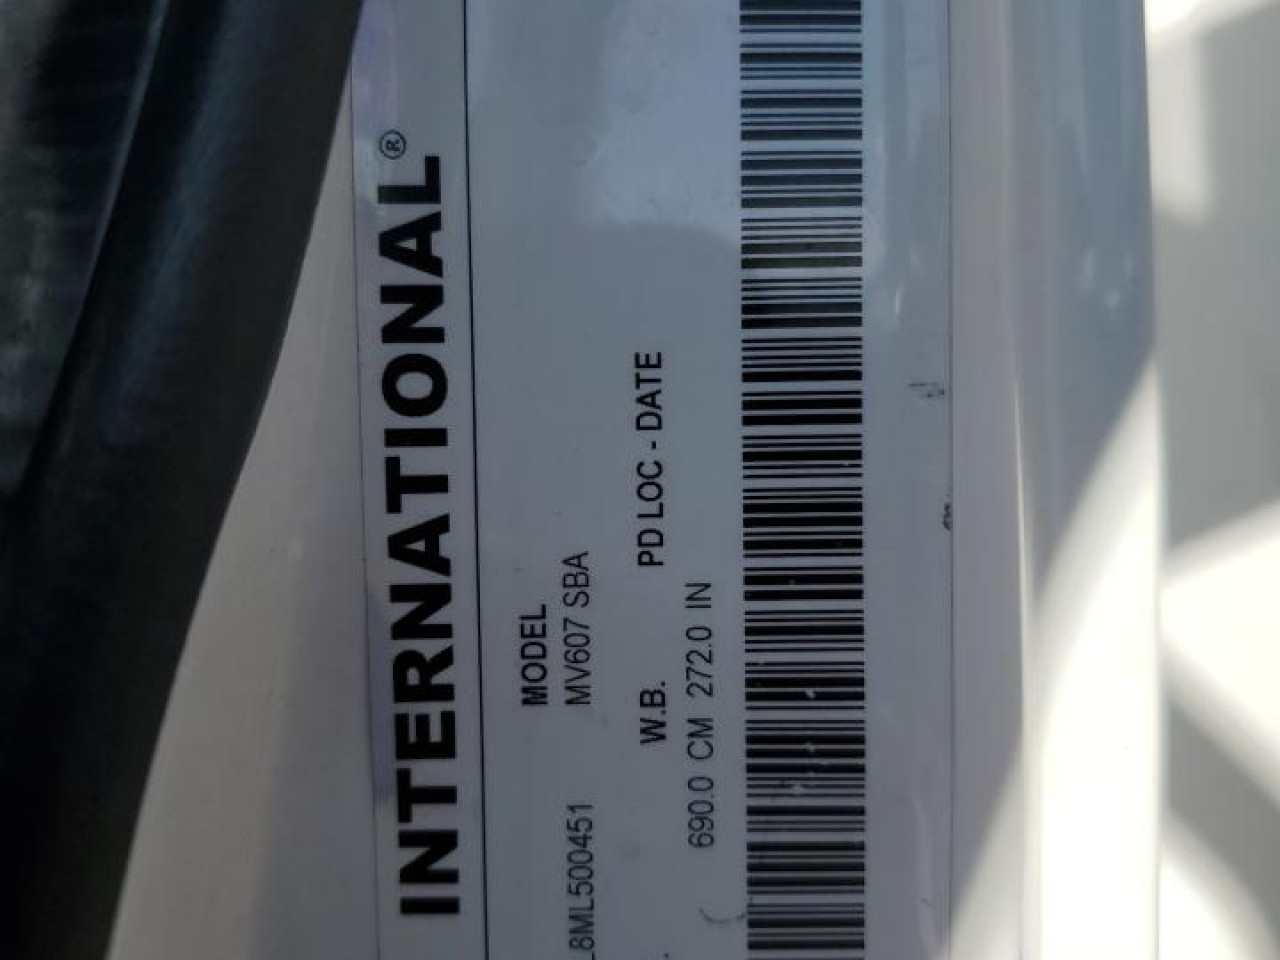 INTERNATIONAL®
MODEL
8ML500451 MV607 SBA
W.B. PD LOC - DATE
690.0 CM 272.0 IN